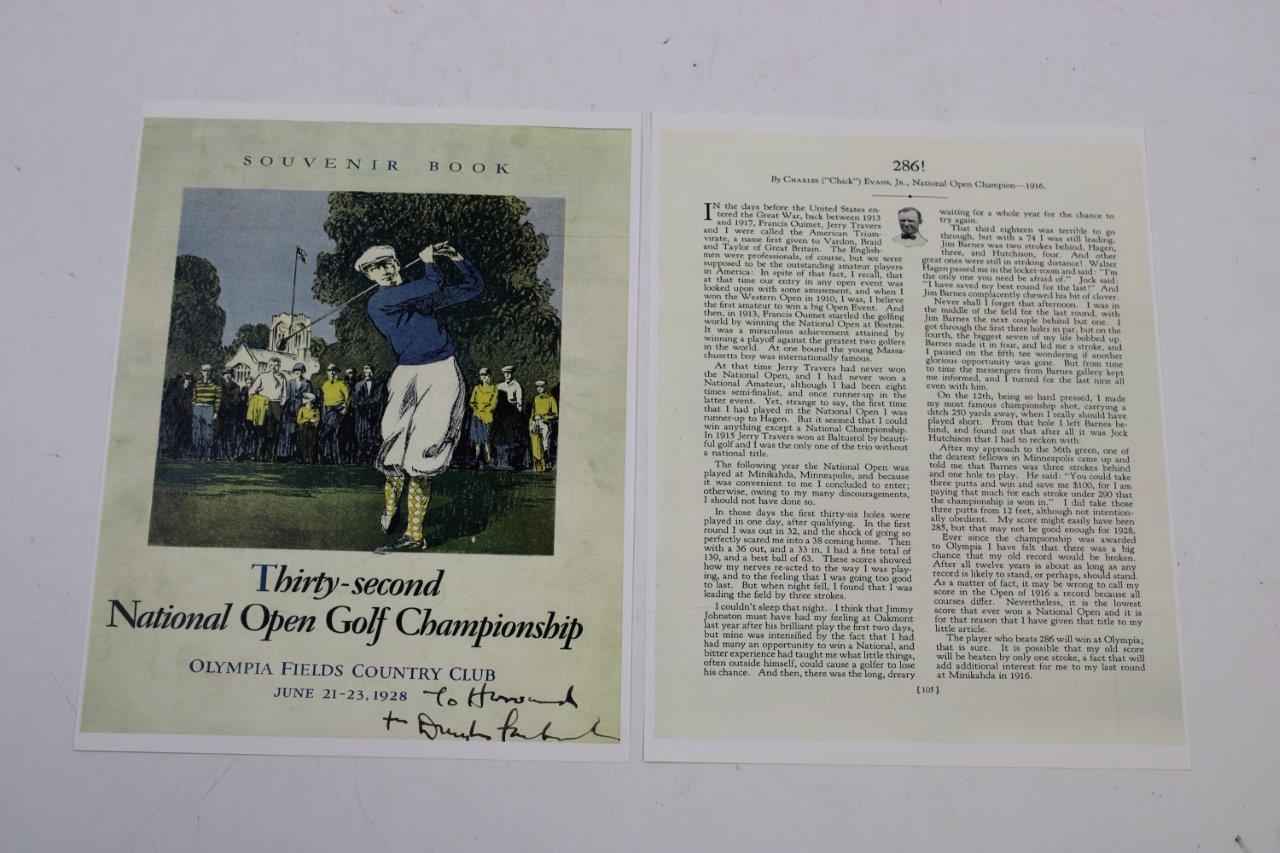 SOUVENIR BOOK
Thirty-second
National Open Golf Championship
OLYMPIA FIELDS COUNTRY CLUB
JUNE 21-23, 1928
To Howard
286!
By CHARLES ("Chick") EVANS, JR., National Open Champion—1916.
IN the days before the United States en-
tered the Great War, back between 1913
and 1917, Francis Ouimet, Jerry Travers
and I were called the American Trium-
virate, a name first given to Vardon, Braid
and Taylor of Great Britain. The English-
men were professionals, of course, but we were
supposed to be the outstanding amateur players
in America: In spite of that fact, I recall, that
at that time our entry in any open event was
looked upon with some amusement, and when I
won the Western Open in 1910, I was, I believe
the first amateur to win a big Open Event. And
then, in 1913, Francis Ouimet startled the golfing
world by winning the National Open at Boston.
It was a miraculous achievement attained by
winning a playoff against the greatest two golfers
in the world. At one bound the young Massa-
chusetts boy was internationally famous.
At that time Jerry Travers had never won
the National Open, and I had never won a
National Amateur, although I had been eight
times semi-finalist, and once runner-up in the
latter event. Yet, strange to say, the first time
that I had played in the National Open I was
runner-up to Hagen. But it seemed that I could
win anything except a National Championship.
In 1915 Jerry Travers won at Baltusrol by beauti-
ful golf and I was the only one of the trio without
a national title.
The following year the National Open was
played at Minikahda, Minneapolis, and because
it was convenient to me I concluded to enter;
otherwise, owing to my many discouragements,
I should not have done so.
In those days the first thirty-six holes were
played in one day, after qualifying. In the first
round I was out in 32, and the shock of going so
perfectly scared me into a 38 coming home. Then
with a 36 out, and a 33 in, I had a fine total of
139, and a best ball of 63. These scores showed
how my nerves re-acted to the way I was play-
ing, and to the feeling that I was going too good
to last. But when night fell, I found that I was
leading the field by three strokes.
I couldn't sleep that night. I think that Jimmy
Johnston must have had my feeling at Oakmont
last year after his brilliant play the first two days,
but mine was intensified by the fact that I had
had many an opportunity to win a National, and
bitter experience had taught me what little things,
often outside himself, could cause a golfer to lose
his chance. And then, there was the long, dreary
waiting for a whole year for the chance to
try again.
That third eighteen was terrible to go
through, but with a 74 I was still leading.
Jim Barnes was two strokes behind, Hagen,
three, and Hutchison, four. And other
great ones were still in striking distance! Walter
Hagen passed me in the locker-room and said: "I'm
the only one you need be afraid of." Jock said:
"I have saved my best round for the last!" And
Jim Barnes complacently chewed his bit of clover.
Never shall I forget that afternoon. I was in
the middle of the field for the last round, with
Jim Barnes the next couple behind but one. I
got through the first three holes in par, but on the
fourth, the biggest seven of my life bobbed up.
Barnes made it in four, and led me a stroke, and
I paused on the fifth tee wondering if another
glorious opportunity was gone. But from time
to time the messengers from Barnes gallery kept
me informed, and I turned for the last nine all
even with him.
On the 12th, being so hard pressed, I made
my most famous championship shot, carrying a
ditch 250 yards away, when I really should have
played short. From that hole I left Barnes be-
hind, and found out that after all it was Jock
Hutchison that I had to reckon with.
After my approach to the 36th green, one of
the dearest fellows in Minneapolis came up and
told me that Barnes was three strokes behind
and one hole to play. He said: "You could take
three putts and win and save me $100, for I am
paying that much for each stroke under 290 that
the championship is won in." I did take those
three putts from 12 feet, although not intention-
ally obedient. My score might easily have been
285, but that may not be good enough for 1928.
Ever since the championship was awarded
to Olympia I have felt that there was a big
chance that my old record would be broken.
After all twelve years is about as long as any
record is likely to stand, or perhaps, should stand.
As a matter of fact, it may be wrong to call my
score in the Open of 1916 a record because all
courses differ. Nevertheless, it is the lowest
score that ever won a National Open and it is
for that reason that I have given that title to my
little article.
The player who beats 286 will win at Olympia;
that is sure. It is possible that my old score
will be beaten by only one stroke, a fact that will
add additional interest for me to my last round
at Minikahda in 1916.
[ 105 ]